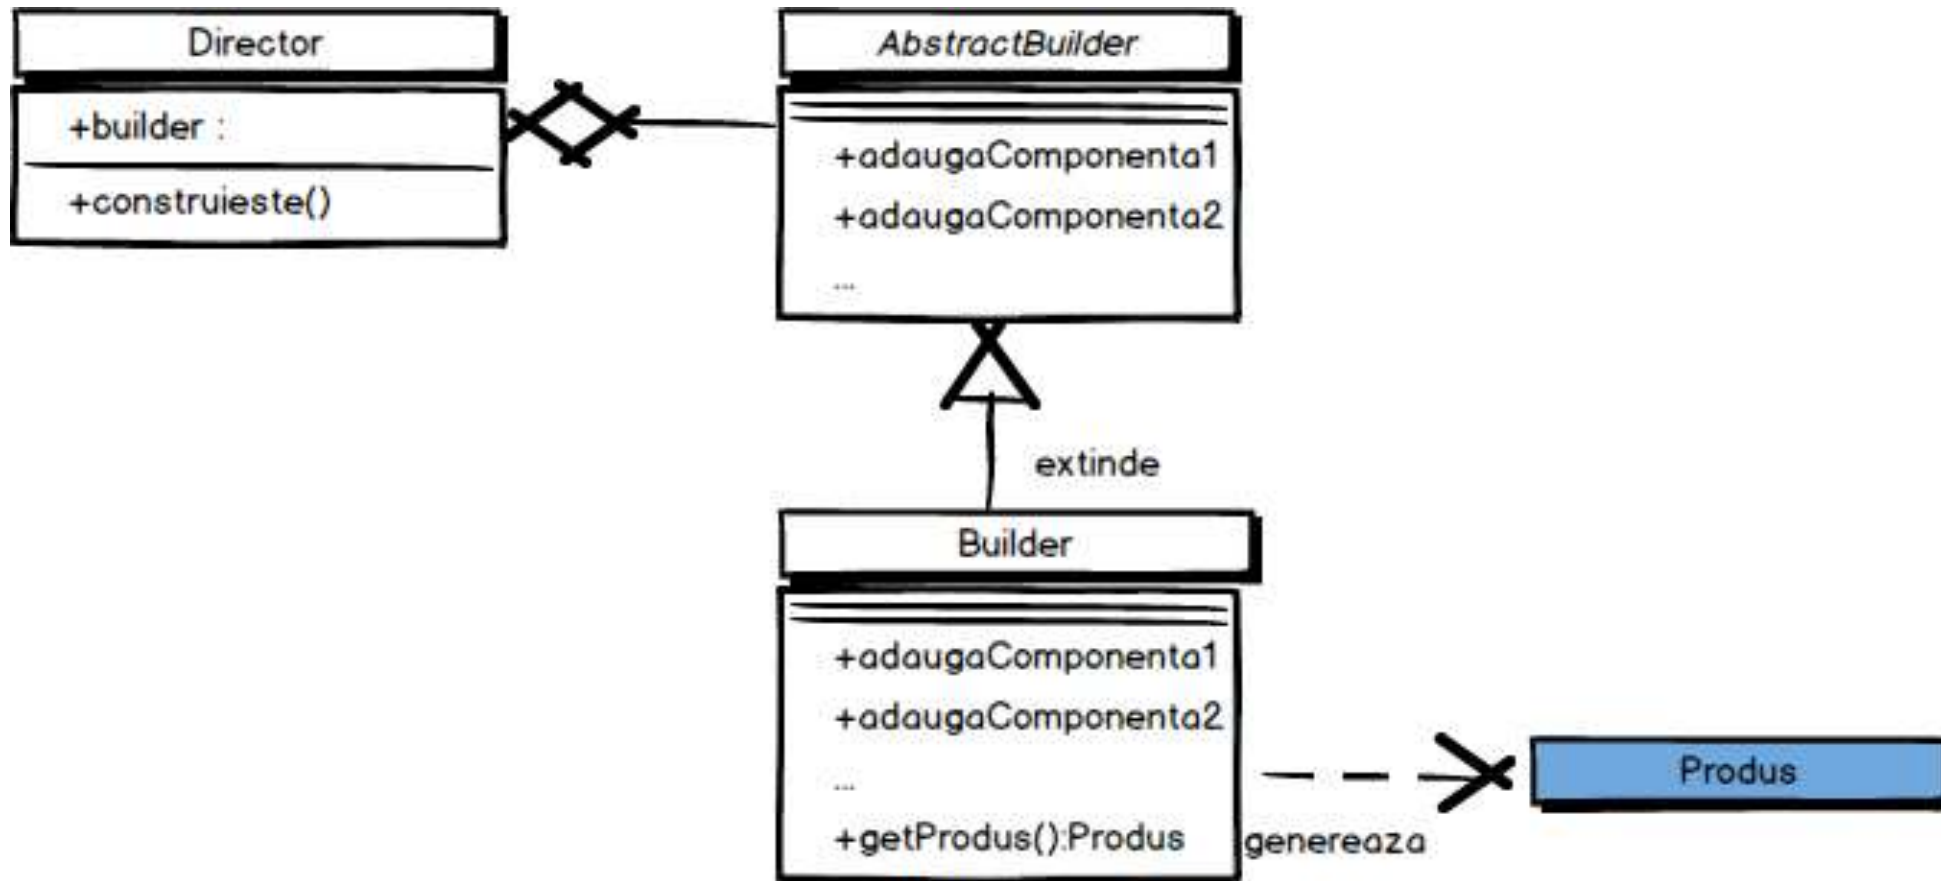 Director
+builder :
+construieste()
AbstractBuilder
+adaugaComponenta1
+adaugaComponenta2
...
extinde
Builder
+adaugaComponenta1
+adaugaComponenta2
...
+getProdus():Produs
genereaza
Produs